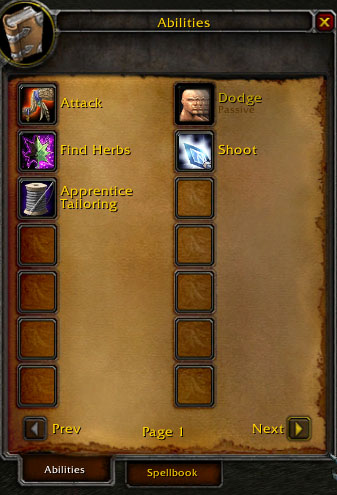 Abilities
Attack
Dodge
Passive
Find Herbs
Shoot
Apprentice
Tailoring
Prev
Page 1
Next
Abilities
Spellbook